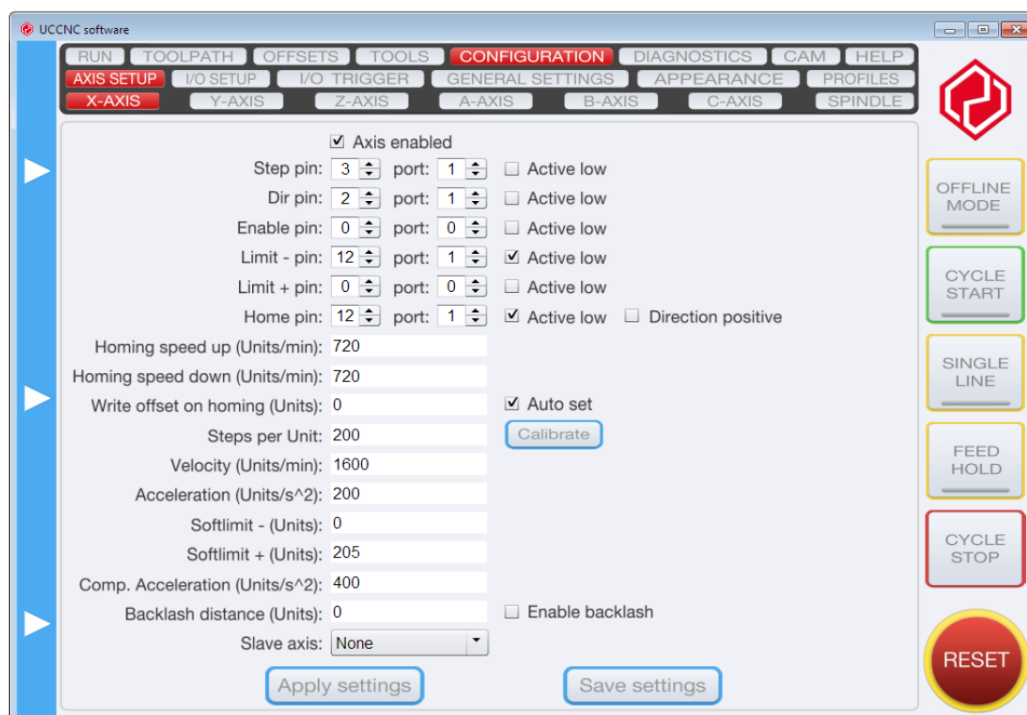 UCCNC software
RUN TOOLPATH OFFSETS TOOLS CONFIGURATION DIAGNOSTICS CAM HELP
AXIS SETUP I/O SETUP I/O TRIGGER GENERAL SETTINGS APPEARANCE PROFILES
X-AXIS Y-AXIS Z-AXIS A-AXIS B-AXIS C-AXIS SPINDLE
Axis enabled
Step pin: 3 port: 1 Active low
Dir pin: 2 port: 1 Active low
Enable pin: 0 port: 0 Active low
Limit - pin: 12 port: 1 Active low
Limit + pin: 0 port: 0 Active low
Home pin: 12 port: 1 Active low Direction positive
Homing speed up (Units/min): 720
Homing speed down (Units/min): 720
Write offset on homing (Units): 0 Auto set
Steps per Unit: 200 Calibrate
Velocity (Units/min): 1600
Acceleration (Units/s^2): 200
Softlimit - (Units): 0
Softlimit + (Units): 205
Comp. Acceleration (Units/s^2): 400
Backlash distance (Units): 0 Enable backlash
Slave axis: None
Apply settings Save settings
OFFLINE
MODE
CYCLE
START
SINGLE
LINE
FEED
HOLD
CYCLE
STOP
RESET